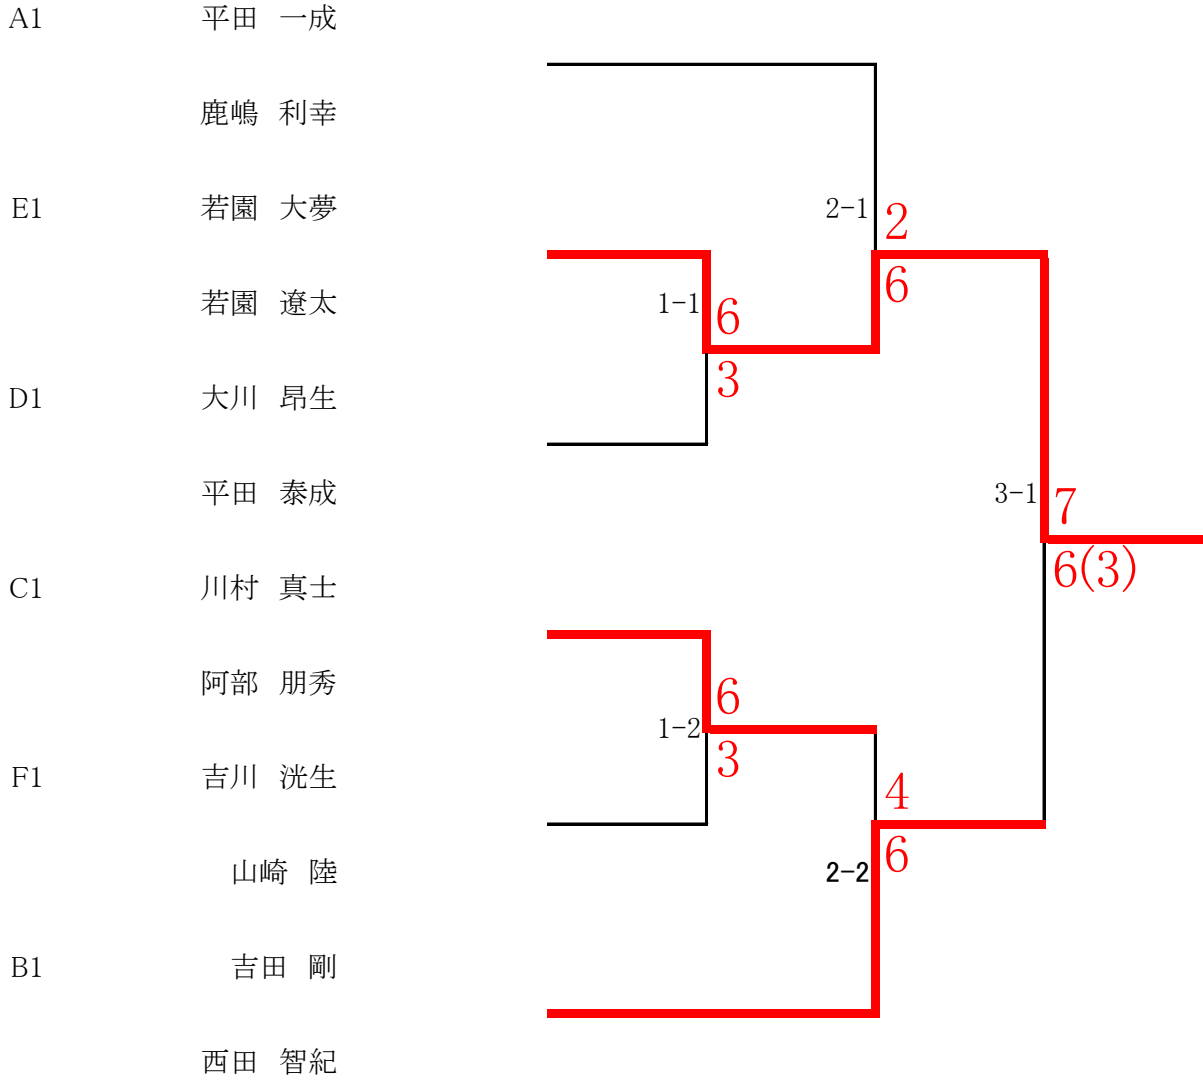 A1 平田 一成
鹿嶋 利幸
E1 若園 大夢 2-1 2
若園 遼太 1-1 6 6
3
D1 大川 昂生
平田 泰成 3-1 7
6(3)
C1 川村 真士
阿部 朋秀 6
1-2 3
F1 吉川 洸生 4
山崎 陸 2-2 6
B1 吉田 剛
西田 智紀